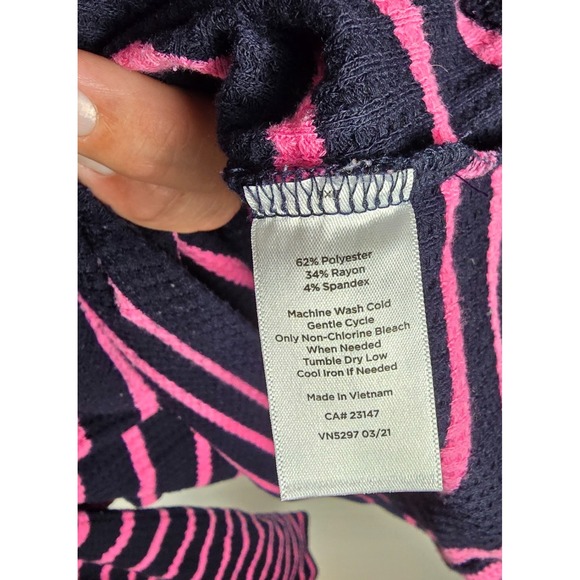 62% Polyester
34% Rayon
4% Spandex
Machine Wash Cold
Gentle Cycle
Only Non-Chlorine Bleach
When Needed
Tumble Dry Low
Cool Iron If Needed
Made In Vietnam
CA# 23147
VN5297 03/21